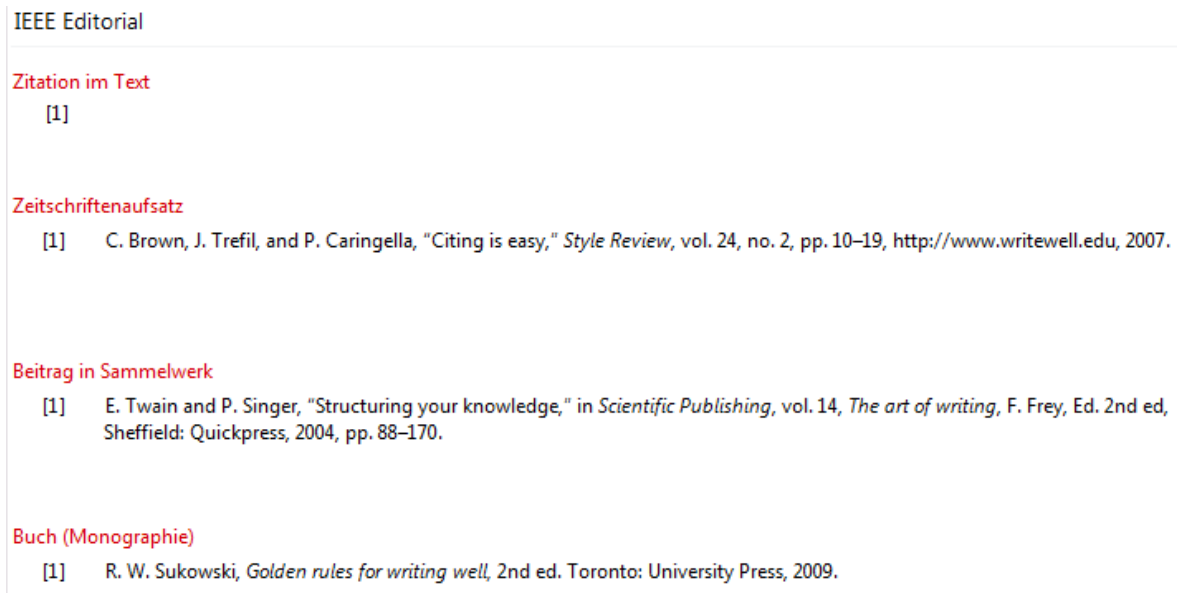 IEEE Editorial
Zitation im Text
[1]
Zeitschriftenaufsatz
[1] C. Brown, J. Trefil, and P. Caringella, “Citing is easy,” Style Review, vol. 24, no. 2, pp. 10–19, http://www.writewell.edu, 2007.
Beitrag in Sammelwerk
[1] E. Twain and P. Singer, “Structuring your knowledge,” in Scientific Publishing, vol. 14, The art of writing, F. Frey, Ed. 2nd ed,
Sheffield: Quickpress, 2004, pp. 88–170.
Buch (Monographie)
[1] R. W. Sukowski, Golden rules for writing well, 2nd ed. Toronto: University Press, 2009.